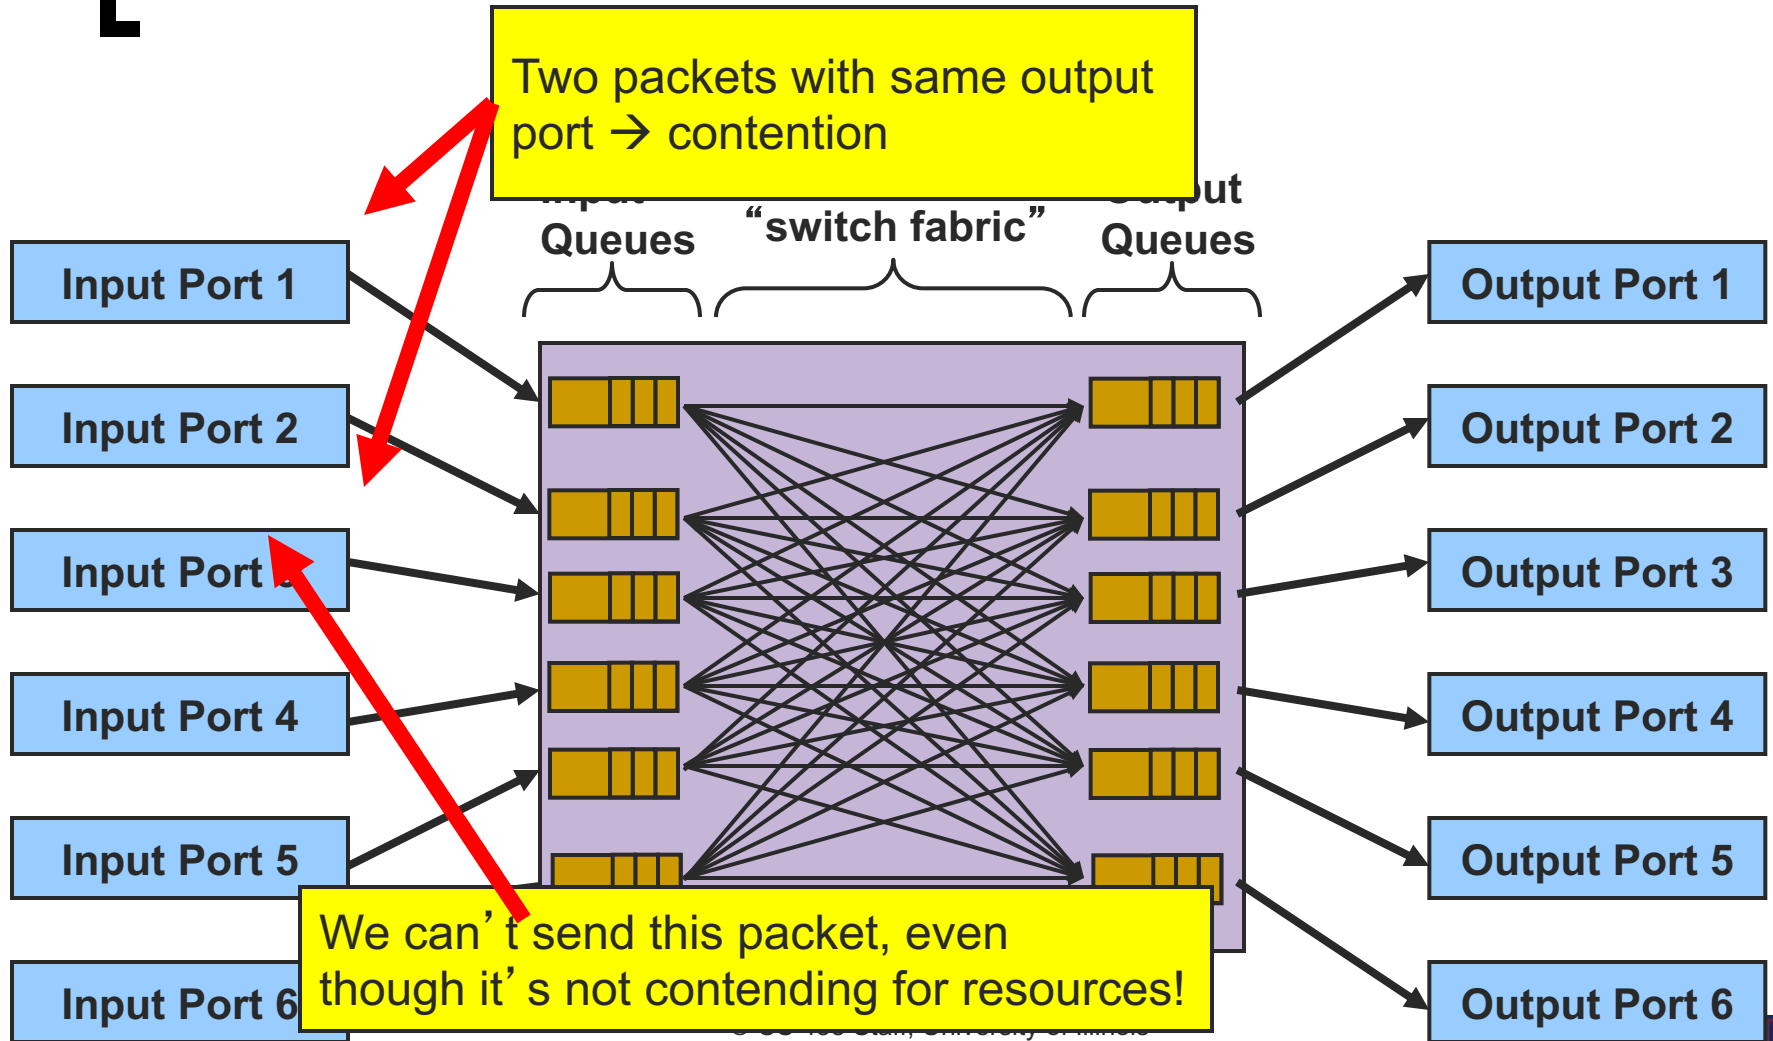 Two packets with same output
port → contention
Queues
“switch fabric”
Queues
Input Port 1
Input Port 2
Input Port
Input Port 4
Input Port 5
Input Port 6
Output Port 1
Output Port 2
Output Port 3
Output Port 4
Output Port 5
Output Port 6
We can’t send this packet, even
though it’s not contending for resources!